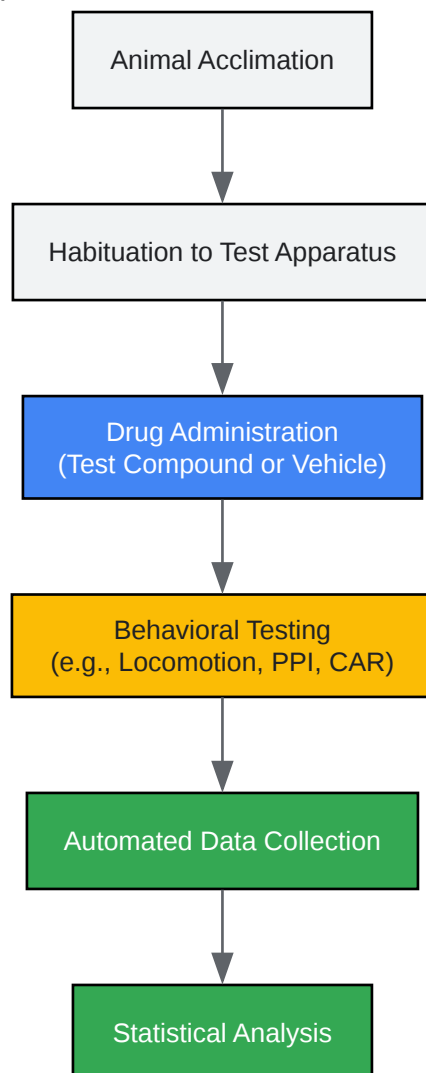 Animal Acclimation
Habituation to Test Apparatus
Drug Administration
(Test Compound or Vehicle)
Behavioral Testing
(e.g., Locomotion, PPI, CAR)
Automated Data Collection
Statistical Analysis